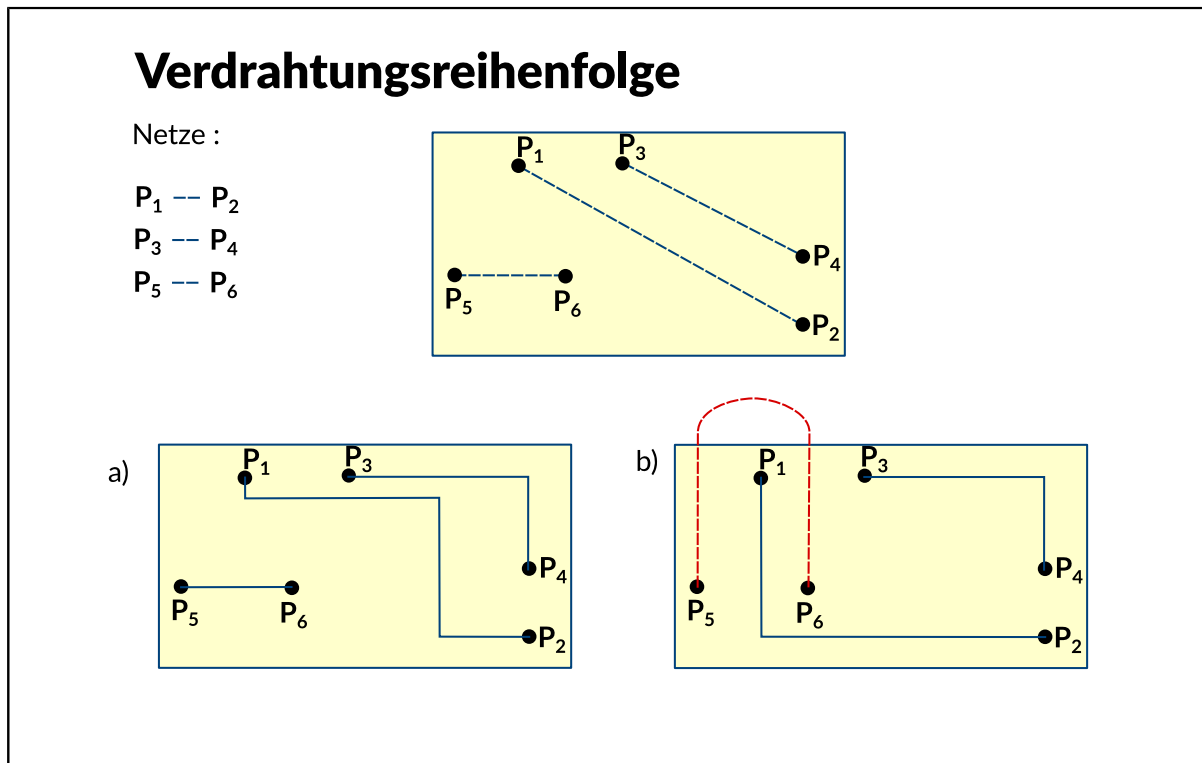 Verdrahtungsreihenfolge
Netze :
P₁ -- P₂
P₃ -- P₄
P₅ -- P₆
P₁ P₃
P₄
P₅ P₆
P₂
a)
P₁ P₃
P₄
P₅ P₆
P₂
b)
P₁ P₃
P₄
P₅ P₆
P₂